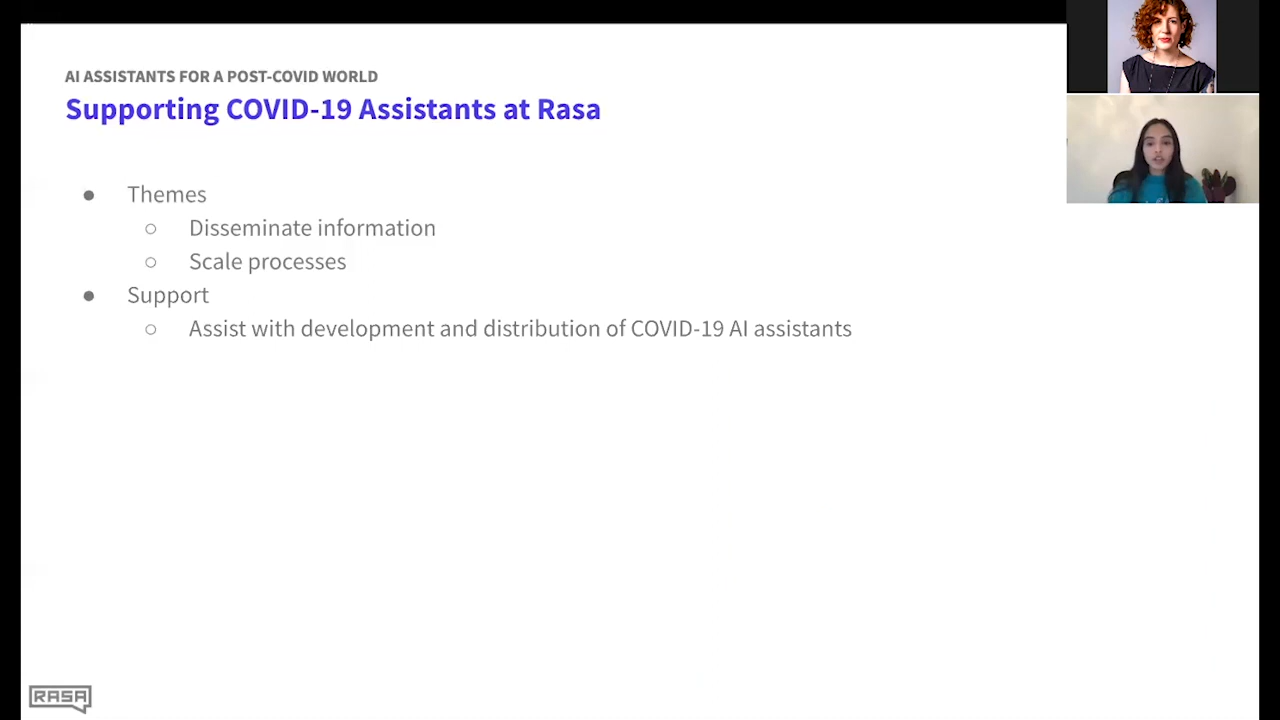 AI ASSISTANTS FOR A POST-COVID WORLD
Supporting COVID-19 Assistants at Rasa
● Themes
○ Disseminate information
○ Scale processes
● Support
○ Assist with development and distribution of COVID-19 AI assistants
RASA